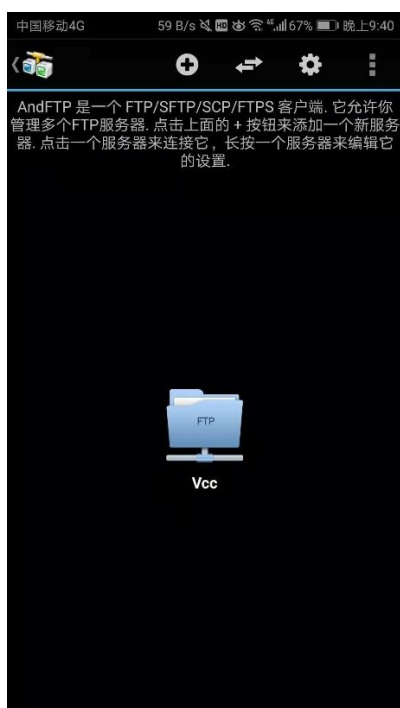 中国移动4G 59 B/s HD 46 67% 晚上9:40
AndFTP 是一个 FTP/SFTP/SCP/FTPS 客户端. 它允许你
管理多个FTP服务器. 点击上面的 + 按钮来添加一个新服务
器. 点击一个服务器来连接它，长按一个服务器来编辑它
的设置.
FTP
Vcc